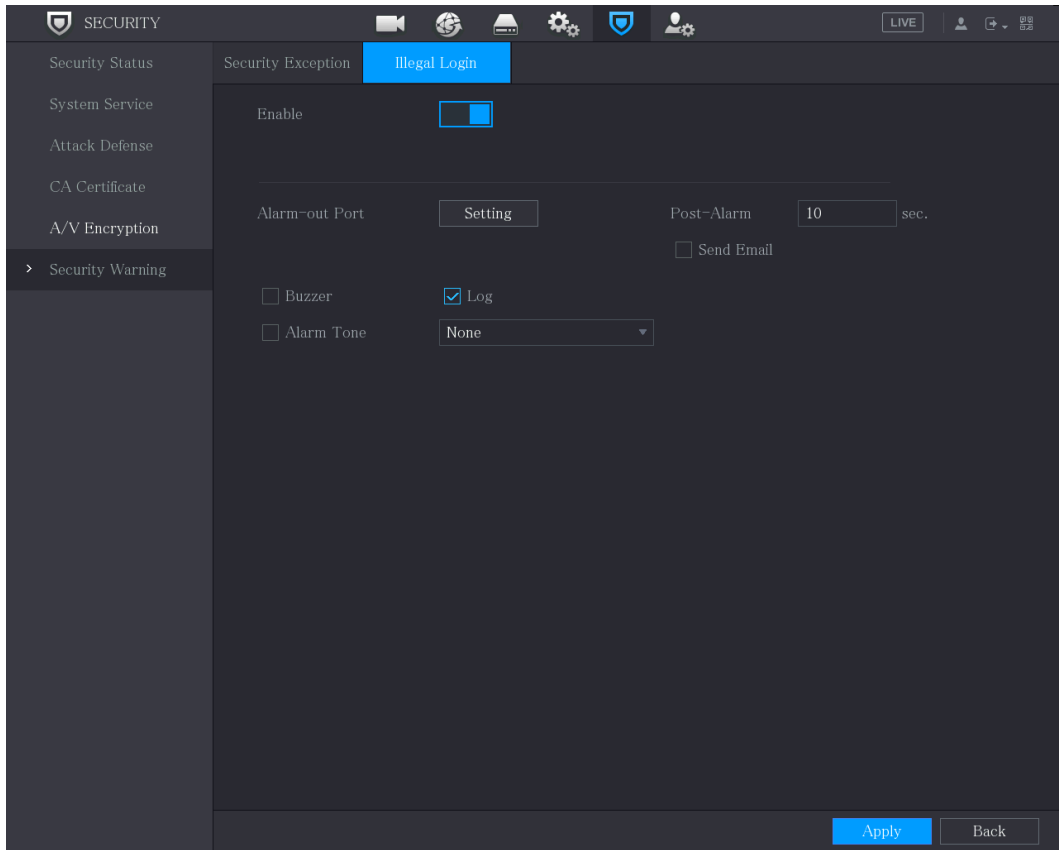 SECURITY
LIVE
Security Status
Security Exception
Illegal Login
System Service
Enable
Attack Defense
CA Certificate
A/V Encryption
Alarm-out Port
Setting
Post-Alarm
10
sec.
Send Email
Security Warning
Buzzer
Log
Alarm Tone
None
Apply
Back